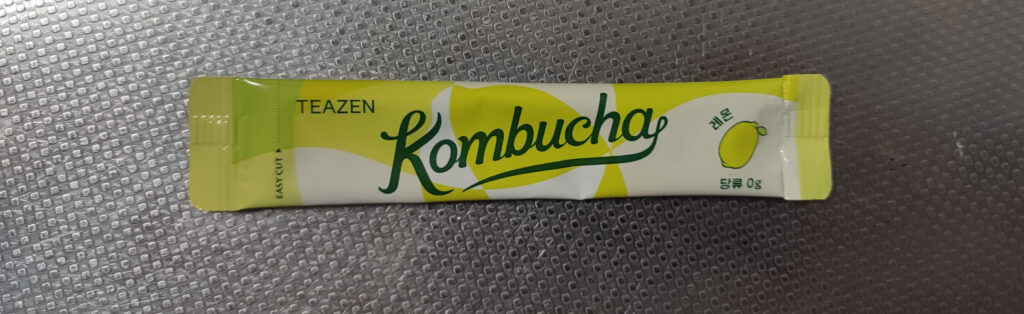 TEAZEN
EASY CUT ▸
Kombucha
레몬
당류 0g